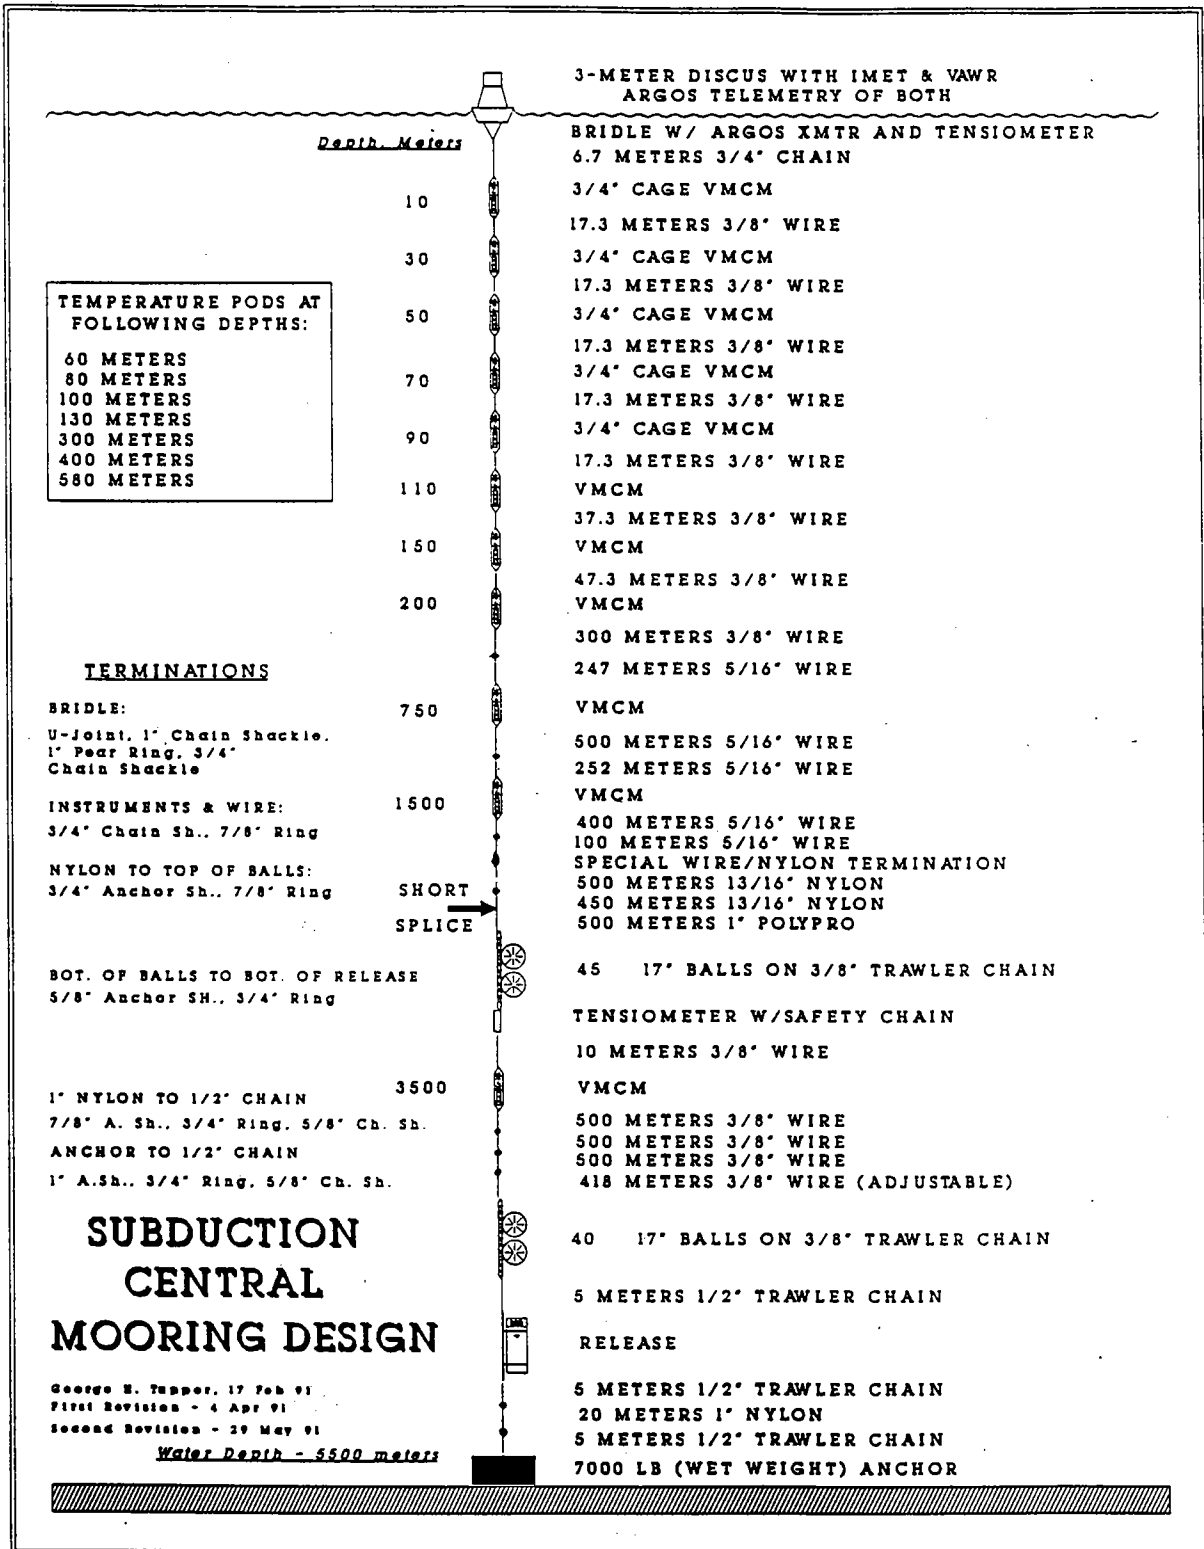 3-METER DISCUS WITH IMET & VAWR
ARGOS TELEMETRY OF BOTH
Depth, Meters
BRIDLE W/ ARGOS XMTR AND TENSIOMETER
6.7 METERS 3/4" CHAIN
10
3/4" CAGE VMCM
17.3 METERS 3/8" WIRE
30
3/4" CAGE VMCM
17.3 METERS 3/8" WIRE
50
3/4" CAGE VMCM
17.3 METERS 3/8" WIRE
70
3/4" CAGE VMCM
17.3 METERS 3/8" WIRE
90
3/4" CAGE VMCM
17.3 METERS 3/8" WIRE
110
VMCM
37.3 METERS 3/8" WIRE
150
VMCM
47.3 METERS 3/8" WIRE
200
VMCM
300 METERS 3/8" WIRE
247 METERS 5/16" WIRE
750
VMCM
500 METERS 5/16" WIRE
252 METERS 5/16" WIRE
1500
VMCM
400 METERS 5/16" WIRE
100 METERS 5/16" WIRE
SPECIAL WIRE/NYLON TERMINATION
500 METERS 13/16" NYLON
450 METERS 13/16" NYLON
500 METERS 1" POLYPRO
SHORT
SPLICE
45 17" BALLS ON 3/8" TRAWLER CHAIN
TENSIOMETER W/SAFETY CHAIN
10 METERS 3/8" WIRE
3500
VMCM
500 METERS 3/8" WIRE
500 METERS 3/8" WIRE
500 METERS 3/8" WIRE
418 METERS 3/8" WIRE (ADJUSTABLE)
40 17" BALLS ON 3/8" TRAWLER CHAIN
5 METERS 1/2" TRAWLER CHAIN
RELEASE
5 METERS 1/2" TRAWLER CHAIN
20 METERS 1" NYLON
5 METERS 1/2" TRAWLER CHAIN
7000 LB (WET WEIGHT) ANCHOR
TEMPERATURE PODS AT
FOLLOWING DEPTHS:
60 METERS
80 METERS
100 METERS
130 METERS
300 METERS
400 METERS
580 METERS
TERMINATIONS
BRIDLE:
U-Joint, 1" Chain Shackle,
1" Pear Ring, 3/4"
Chain Shackle
INSTRUMENTS & WIRE:
3/4" Chain Sh., 7/8" Ring
NYLON TO TOP OF BALLS:
3/4" Anchor Sh., 7/8" Ring
BOT. OF BALLS TO BOT. OF RELEASE
5/8" Anchor SH., 3/4" Ring
1" NYLON TO 1/2" CHAIN
7/8" A. Sh., 3/4" Ring, 5/8" Ch. Sh.
ANCHOR TO 1/2" CHAIN
1" A.Sh., 3/4" Ring, 5/8" Ch. Sh.
SUBDUCTION
CENTRAL
MOORING DESIGN
George H. Tupper, 17 Feb 91
First Revision - 4 Apr 91
Second Revision - 29 May 91
Water Depth - 5500 meters